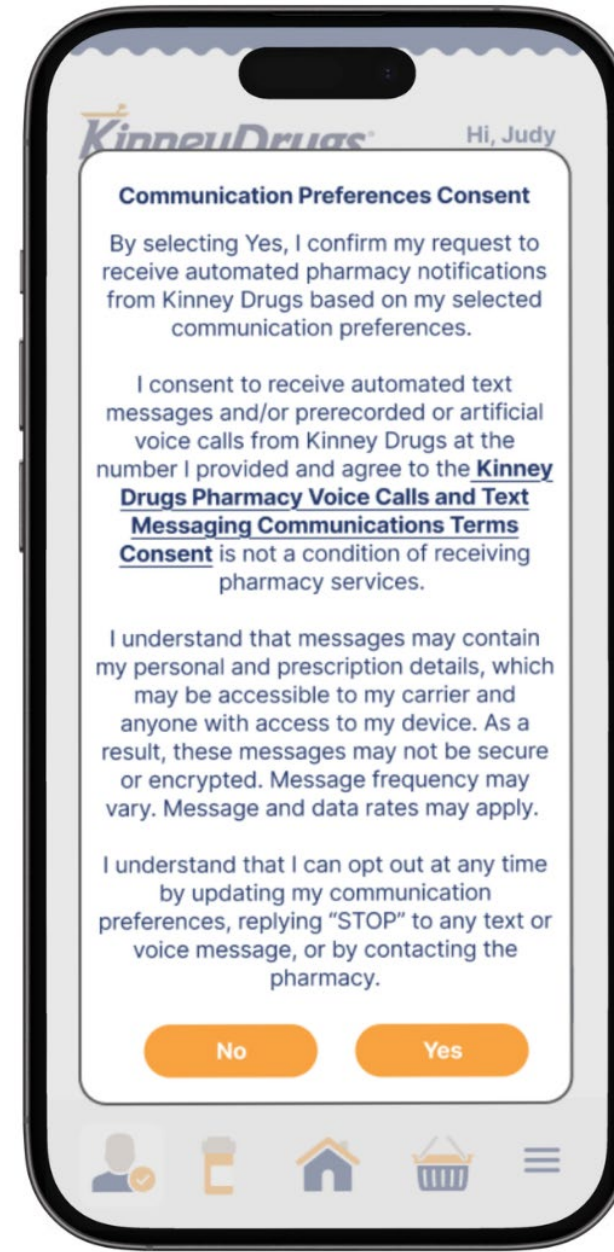 KinneyDrugs
Hi, Judy
Communication Preferences Consent
By selecting Yes, I confirm my request to
receive automated pharmacy notifications
from Kinney Drugs based on my selected
communication preferences.
I consent to receive automated text
messages and/or prerecorded or artificial
voice calls from Kinney Drugs at the
number I provided and agree to the Kinney
Drugs Pharmacy Voice Calls and Text
Messaging Communications Terms
Consent is not a condition of receiving
pharmacy services.
I understand that messages may contain
my personal and prescription details, which
may be accessible to my carrier and
anyone with access to my device. As a
result, these messages may not be secure
or encrypted. Message frequency may
vary. Message and data rates may apply.
I understand that I can opt out at any time
by updating my communication
preferences, replying “STOP” to any text or
voice message, or by contacting the
pharmacy.
No
Yes